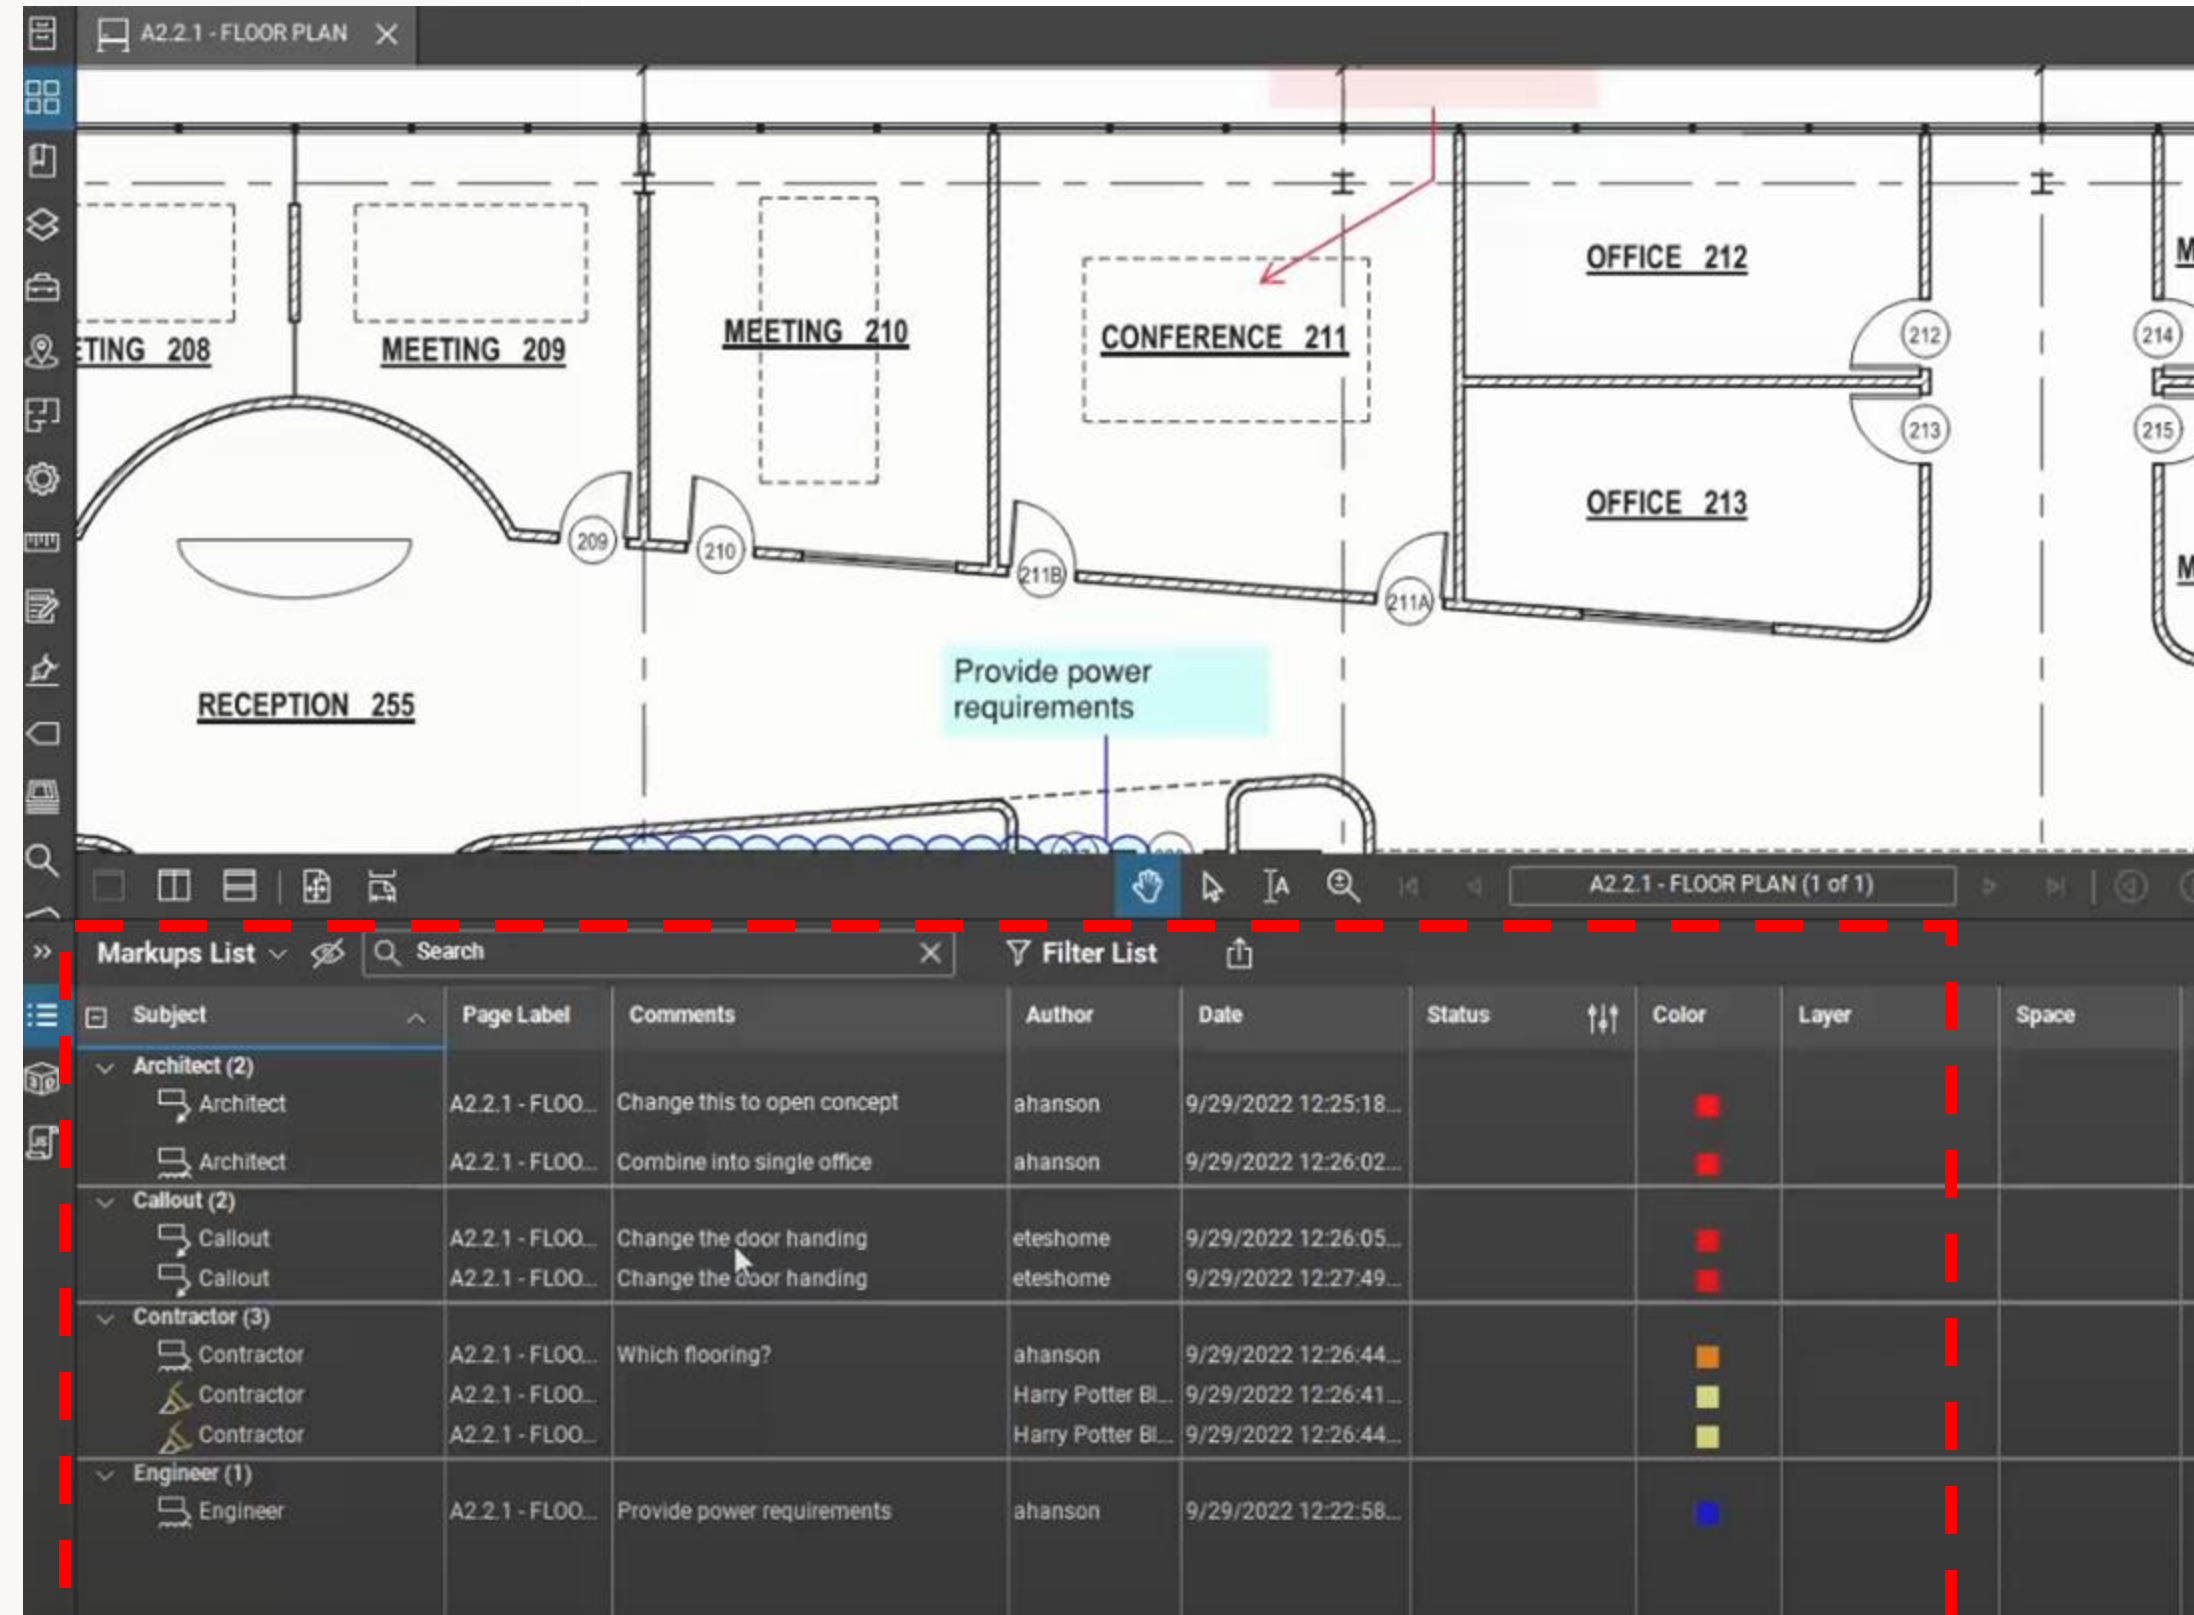 A2.2.1 - FLOOR PLAN
OFFICE 212
MEETING 210
CONFERENCE 211
212
214
TING 208
MEETING 209
213
215
OFFICE 213
209
210
211B
211A
Provide power
requirements
RECEPTION 255
A2.2.1 - FLOOR PLAN (1 of 1)
Markups List Search Filter List
Subject Page Label Comments Author Date Status Color Layer Space
Architect (2)
Architect A2.2.1 - FLOO... Change this to open concept ahanson 9/29/2022 12:25:18...
Architect A2.2.1 - FLOO... Combine into single office ahanson 9/29/2022 12:26:02...
Callout (2)
Callout A2.2.1 - FLOO... Change the door handing eteshome 9/29/2022 12:26:05...
Callout A2.2.1 - FLOO... Change the door handing eteshome 9/29/2022 12:27:49...
Contractor (3)
Contractor A2.2.1 - FLOO... Which flooring? ahanson 9/29/2022 12:26:44...
Contractor A2.2.1 - FLOO... Harry Potter Bl... 9/29/2022 12:26:41...
Contractor A2.2.1 - FLOO... Harry Potter Bl... 9/29/2022 12:26:44...
Engineer (1)
Engineer A2.2.1 - FLOO... Provide power requirements ahanson 9/29/2022 12:22:58...